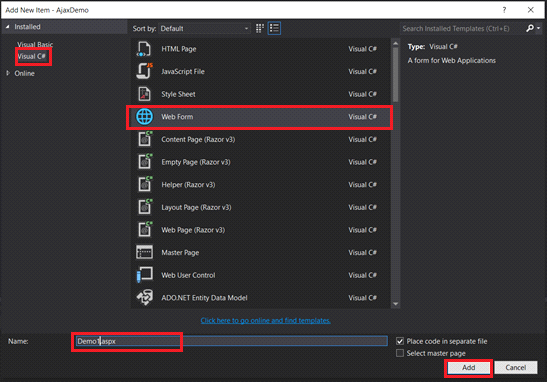 Add New Item - AjaxDemo
? ×
Installed
Sort by: Default
Search Installed Templates (Ctrl+E)
Visual Basic
Visual C#
Online
HTML Page Visual C#
JavaScript File Visual C#
Style Sheet Visual C#
Web Form Visual C#
Content Page (Razor v3) Visual C#
Empty Page (Razor v3) Visual C#
Helper (Razor v3) Visual C#
Layout Page (Razor v3) Visual C#
Web Page (Razor v3) Visual C#
Master Page Visual C#
Web User Control Visual C#
ADO.NET Entity Data Model Visual C#
Type: Visual C#
A form for Web Applications
Click here to go online and find templates.
Name: Demo1.aspx
Place code in separate file
Select master page
Add Cancel